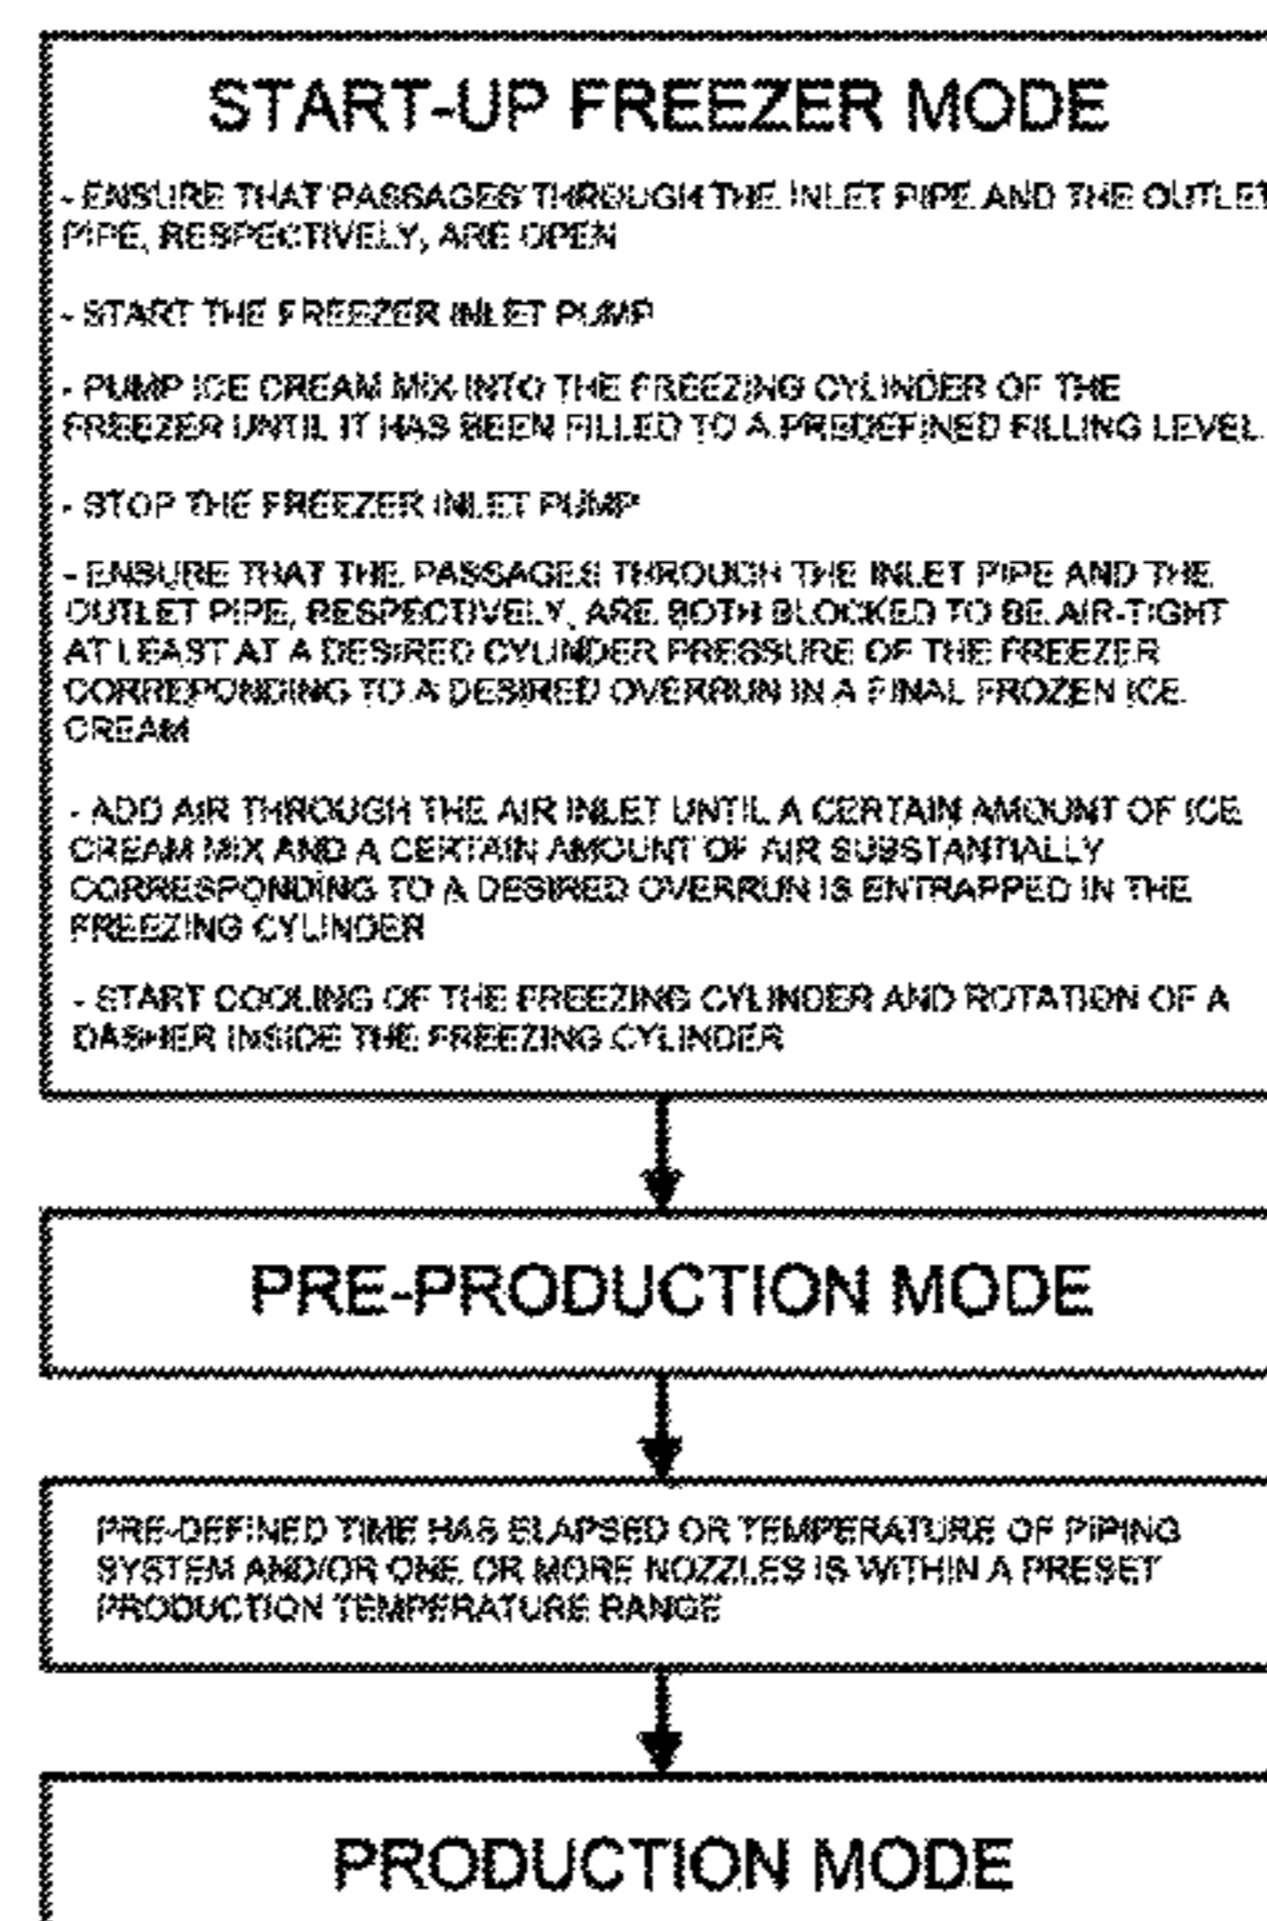 START-UP FREEZER MODE
- ENSURE THAT PASSAGES THROUGH THE INLET PIPE AND THE OUTLET
PIPE, RESPECTIVELY, ARE OPEN
- START THE FREEZER INLET PUMP
- PUMP ICE CREAM MIX INTO THE FREEZING CYLINDER OF THE
FREEZER UNTIL IT HAS BEEN FILLED TO A PREDEFINED FILLING LEVEL
- STOP THE FREEZER INLET PUMP
- ENSURE THAT THE PASSAGES THROUGH THE INLET PIPE AND THE
OUTLET PIPE, RESPECTIVELY, ARE BOTH BLOCKED TO BE AIR-TIGHT
AT LEAST AT A DESIRED CYLINDER PRESSURE OF THE FREEZER
CORREPONDING TO A DESIRED OVERRUN IN A FINAL FROZEN ICE
CREAM
- ADD AIR THROUGH THE AIR INLET UNTIL A CERTAIN AMOUNT OF ICE
CREAM MIX AND A CERTAIN AMOUNT OF AIR SUBSTANTIALLY
CORRESPONDING TO A DESIRED OVERRUN IS ENTRAPPED IN THE
FREEZING CYLINDER
- START COOLING OF THE FREEZING CYLINDER AND ROTATION OF A
DASHER INSIDE THE FREEZING CYLINDER
PRE-PRODUCTION MODE
PRE-DEFINED TIME HAS ELAPSED OR TEMPERATURE OF PIPING
SYSTEM AND/OR ONE OR MORE NOZZLES IS WITHIN A PRESET
PRODUCTION TEMPERATURE RANGE
PRODUCTION MODE